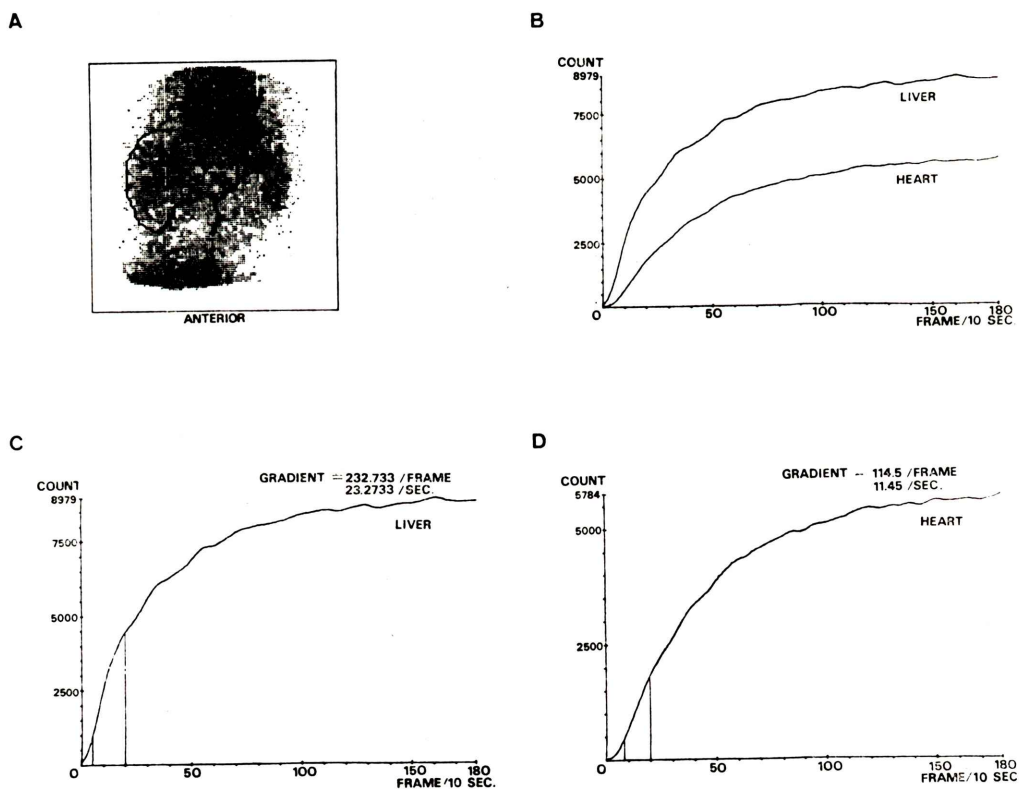 A
ANTERIOR
B
COUNT
8979
7500
5000
2500
0
50
100
150
180
LIVER
HEART
FRAME/10 SEC.
C
GRADIENT = 232.733 /FRAME
23.2733 /SEC.
COUNT
8979
7500
5000
2500
0
50
100
150
180
LIVER
FRAME/10 SEC.
D
GRADIENT – 114.5 /FRAME
11.45 /SEC.
COUNT
5784
5000
2500
0
50
100
150
180
HEART
FRAME/10 SEC